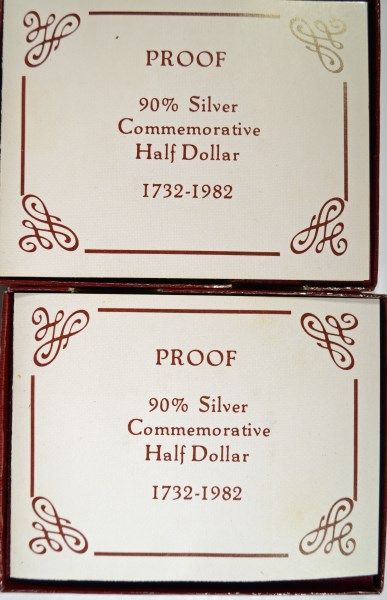 PROOF
90% Silver
Commemorative
Half Dollar
1732-1982
PROOF
90% Silver
Commemorative
Half Dollar
1732-1982